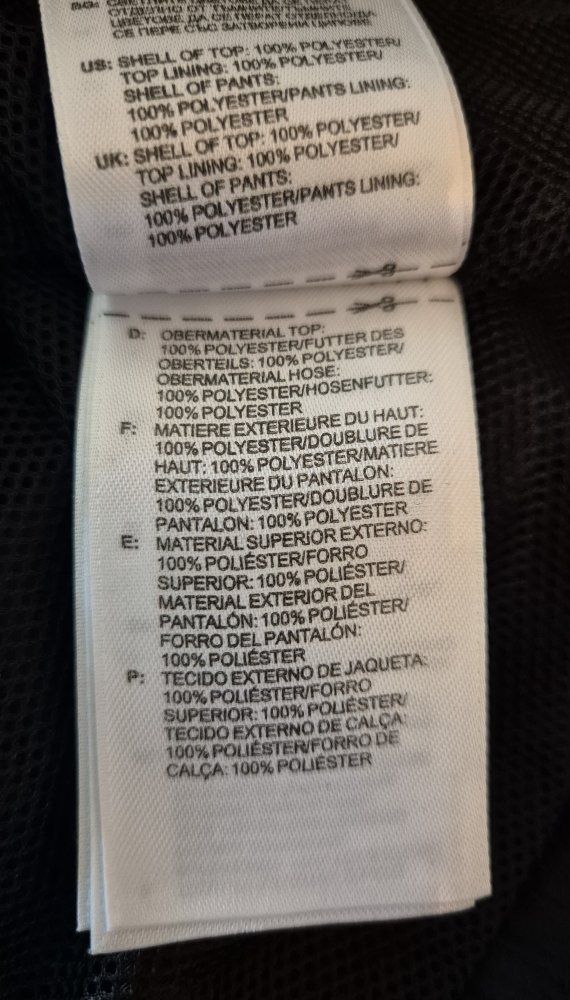 СЕ ПЕРЕ СЪС ЗАТВОРЕНИ ЦИПОВЕ.
US: SHELL OF TOP: 100% POLYESTER/
TOP LINING: 100% POLYESTER/
SHELL OF PANTS:
100% POLYESTER/PANTS LINING:
100% POLYESTER
UK: SHELL OF TOP: 100% POLYESTER/
TOP LINING: 100% POLYESTER/
SHELL OF PANTS:
100% POLYESTER/PANTS LINING:
100% POLYESTER
D: OBERMATERIAL TOP:
100% POLYESTER/FUTTER DES
OBERTEILS: 100% POLYESTER/
OBERMATERIAL HOSE:
100% POLYESTER/HOSENFUTTER:
100% POLYESTER
F: MATIERE EXTERIEURE DU HAUT:
100% POLYESTER/DOUBLURE DE
HAUT: 100% POLYESTER/MATIERE
EXTERIEURE DU PANTALON:
100% POLYESTER/DOUBLURE DE
PANTALON: 100% POLYESTER
E: MATERIAL SUPERIOR EXTERNO:
100% POLIÉSTER/FORRO
SUPERIOR: 100% POLIÉSTER/
MATERIAL EXTERIOR DEL
PANTALÓN: 100% POLIÉSTER/
FORRO DEL PANTALÓN:
100% POLIÉSTER
P: TECIDO EXTERNO DE JAQUETA:
100% POLIÉSTER/FORRO
SUPERIOR: 100% POLIÉSTER/
TECIDO EXTERNO DE CALÇA:
100% POLIÉSTER/FORRO DE
CALÇA: 100% POLIÉSTER